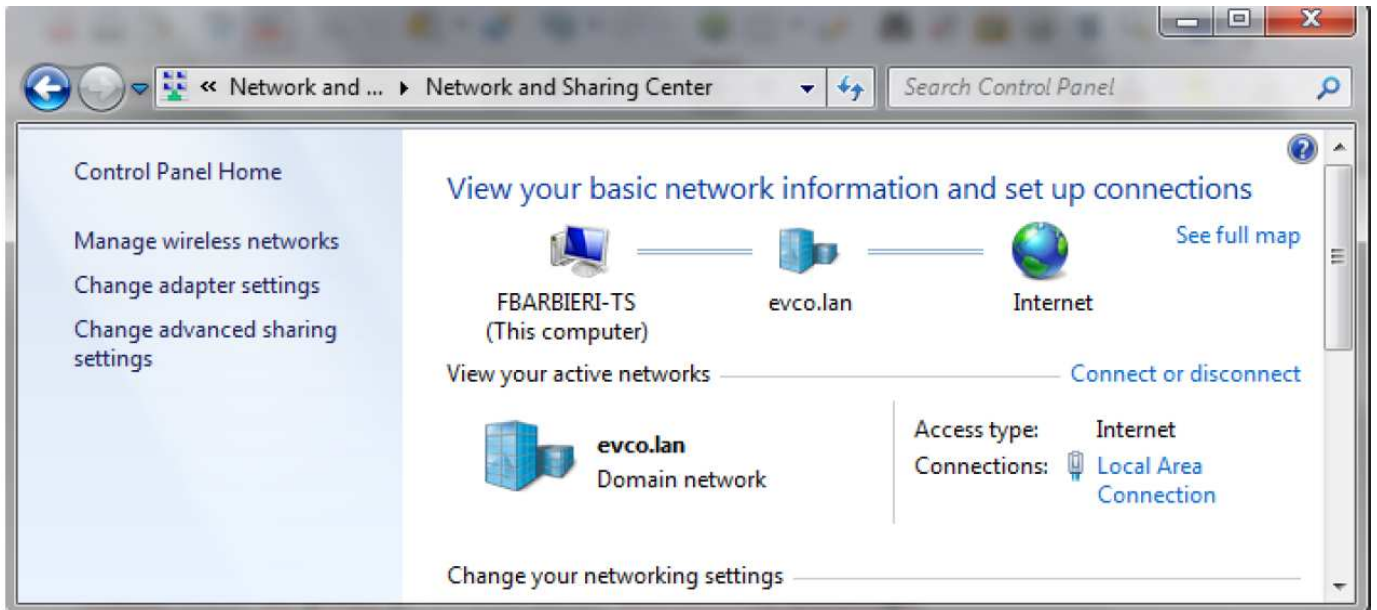 « Network and ... ▸ Network and Sharing Center
Search Control Panel
Control Panel Home
Manage wireless networks
Change adapter settings
Change advanced sharing
settings
View your basic network information and set up connections
See full map
FBARBIERI-TS
(This computer)
evco.lan
Internet
View your active networks
Connect or disconnect
evco.lan
Domain network
Access type: Internet
Connections: Local Area
Connection
Change your networking settings